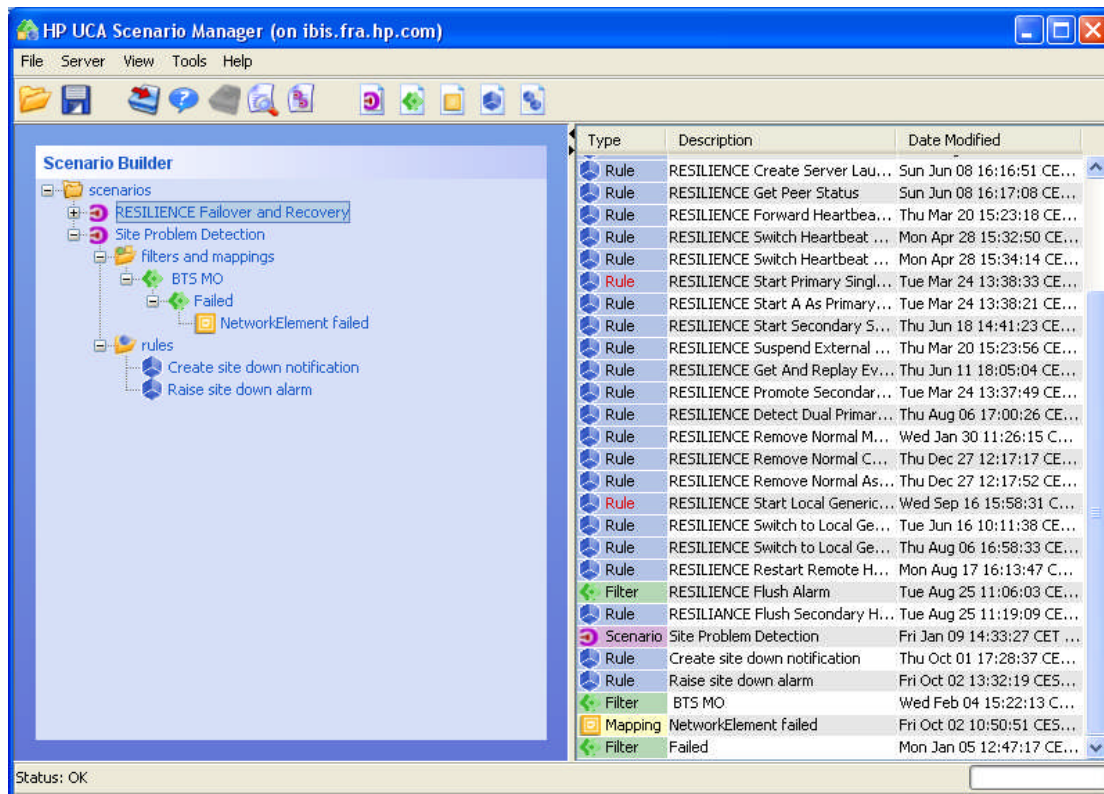 HP UCA Scenario Manager (on ibis.fra.hp.com)
File Server View Tools Help
Scenario Builder
scenarios
RESILIENCE Failover and Recovery
Site Problem Detection
filters and mappings
BTS MO
Failed
NetworkElement failed
rules
Create site down notification
Raise site down alarm
Type Description Date Modified
Rule RESILIENCE Create Server Lau... Sun Jun 08 16:16:51 CE...
Rule RESILIENCE Get Peer Status Sun Jun 08 16:17:08 CE...
Rule RESILIENCE Forward Heartbea... Thu Mar 20 15:23:18 CE...
Rule RESILIENCE Switch Heartbeat ... Mon Apr 28 15:32:50 CE...
Rule RESILIENCE Switch Heartbeat ... Mon Apr 28 15:34:14 CE...
Rule RESILIENCE Start Primary Singl... Tue Mar 24 13:38:33 CE...
Rule RESILIENCE Start A As Primary... Tue Mar 24 13:38:21 CE...
Rule RESILIENCE Start Secondary S... Thu Jun 18 14:41:23 CE...
Rule RESILIENCE Suspend External ... Thu Mar 20 15:23:56 CE...
Rule RESILIENCE Get And Replay Ev... Thu Jun 11 18:05:04 CE...
Rule RESILIENCE Promote Secondar... Tue Mar 24 13:37:49 CE...
Rule RESILIENCE Detect Dual Primar... Thu Aug 06 17:00:26 CE...
Rule RESILIENCE Remove Normal M... Wed Jan 30 11:26:15 C...
Rule RESILIENCE Remove Normal C... Thu Dec 27 12:17:17 CE...
Rule RESILIENCE Remove Normal As... Thu Dec 27 12:17:52 CE...
Rule RESILIENCE Start Local Generic... Wed Sep 16 15:58:31 C...
Rule RESILIENCE Switch to Local Ge... Tue Jun 16 10:11:38 CE...
Rule RESILIENCE Switch to Local Ge... Thu Aug 06 16:58:33 CE...
Rule RESILIENCE Restart Remote H... Mon Aug 17 16:13:47 C...
Filter RESILIENCE Flush Alarm Tue Aug 25 11:06:03 CE...
Rule RESILIANCE Flush Secondary H... Tue Aug 25 11:19:09 CE...
Scenario Site Problem Detection Fri Jan 09 14:33:27 CET ...
Rule Create site down notification Thu Oct 01 17:28:37 CE...
Rule Raise site down alarm Fri Oct 02 13:32:19 CES...
Filter BTS MO Wed Feb 04 15:22:13 C...
Mapping NetworkElement failed Fri Oct 02 10:50:51 CES...
Filter Failed Mon Jan 05 12:47:17 CE...
Status: OK